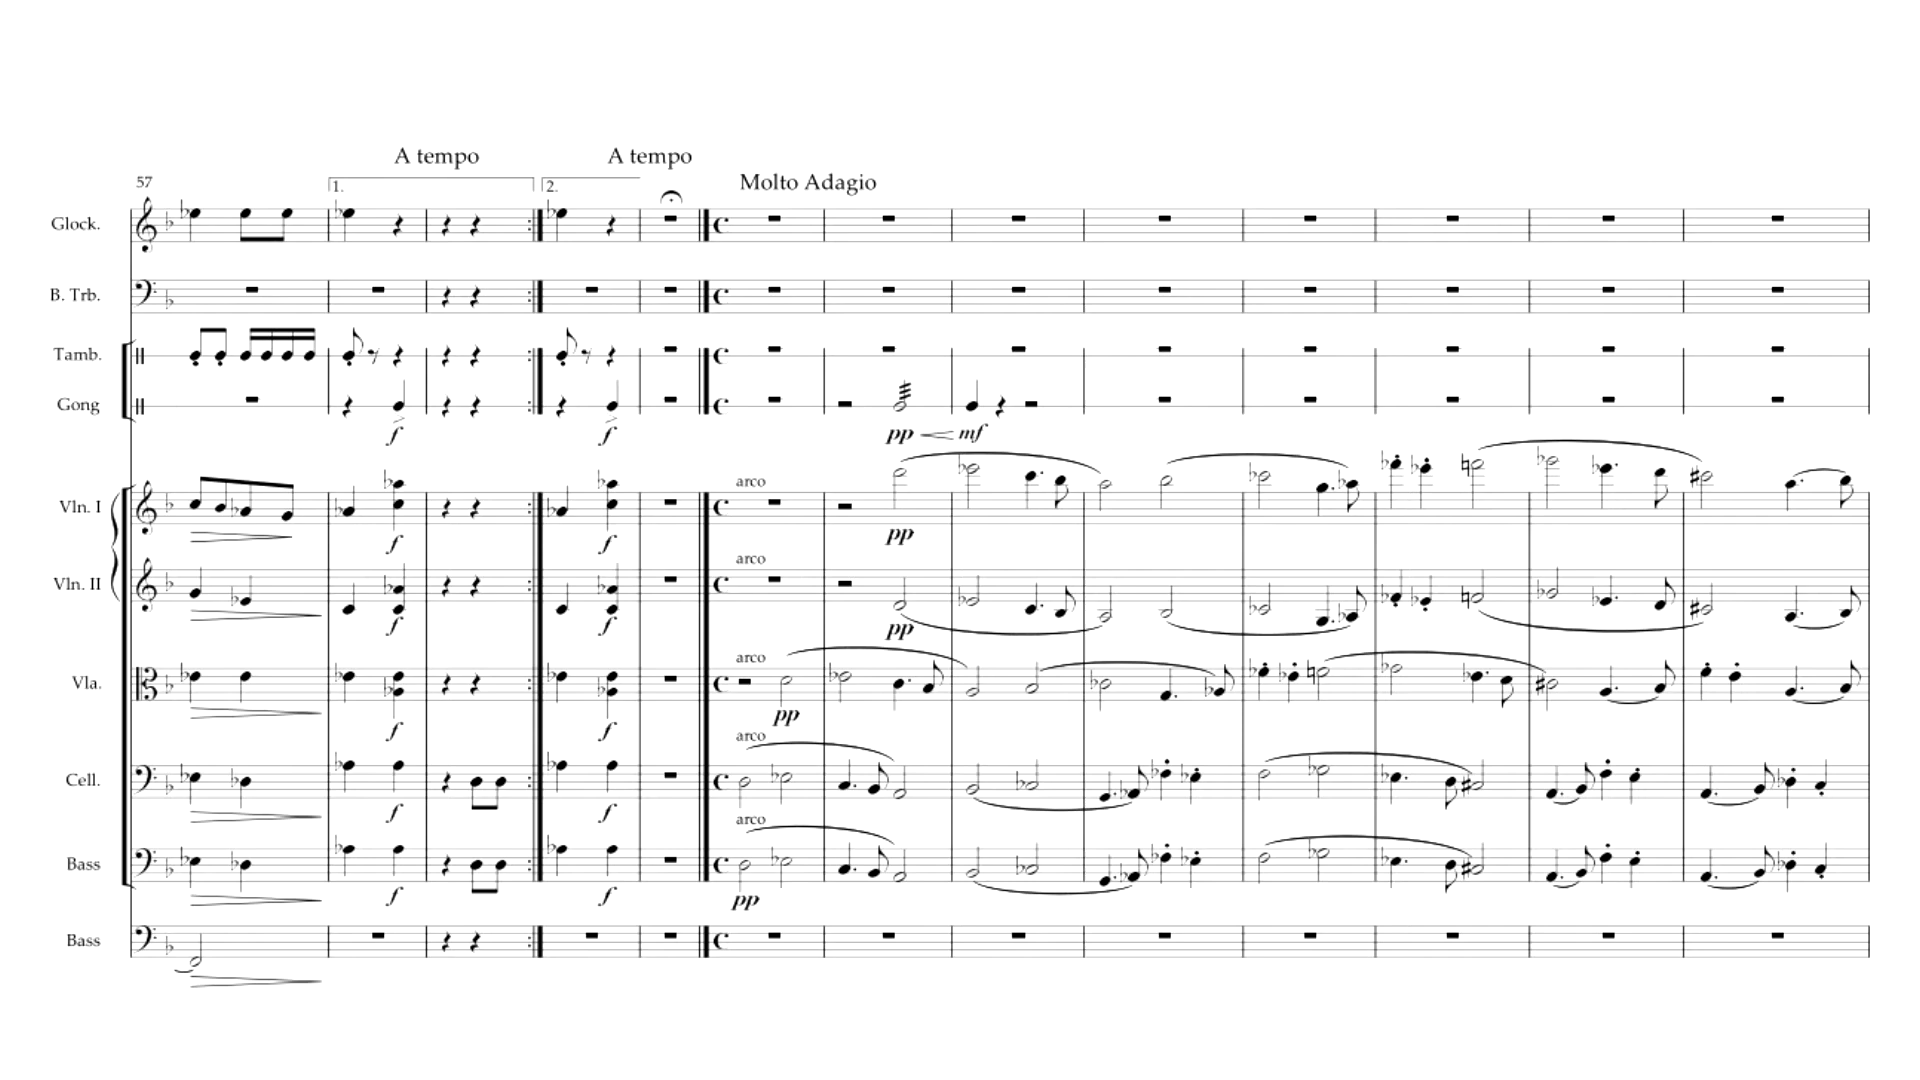 A tempo
A tempo
57
1.
2.
Molto Adagio
Glock.
B. Trb.
Tamb.
Gong
f
f
pp
mf
Vln. I
arco
f
f
pp
Vln. II
arco
f
f
pp
Vla.
arco
f
f
pp
Cell.
arco
f
f
Bass
arco
f
f
pp
Bass